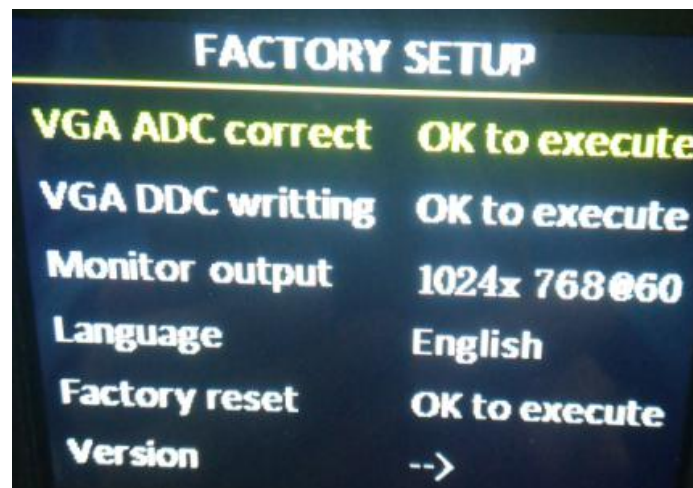 FACTORY SETUP
VGA ADC correct OK to execute
VGA DDC writting OK to execute
Monitor output 1024x 768@60
Language English
Factory reset OK to execute
Version -->